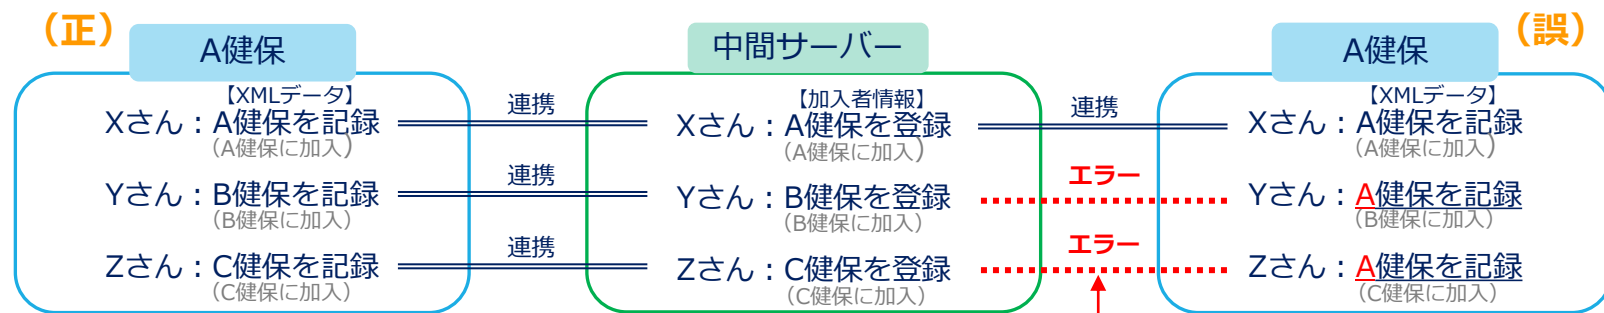 （正）
A健保
【XMLデータ】
Xさん：A健保を記録
（A健保に加入）
Yさん：B健保を記録
（B健保に加入）
Zさん：C健保を記録
（C健保に加入）
連携
連携
連携
中間サーバー
【加入者情報】
Xさん：A健保を登録
（A健保に加入）
Yさん：B健保を登録
（B健保に加入）
Zさん：C健保を登録
（C健保に加入）
連携
エラー
エラー
（誤）
A健保
【XMLデータ】
Xさん：A健保を記録
（A健保に加入）
Yさん：A健保を記録
（B健保に加入）
Zさん：A健保を記録
（C健保に加入）